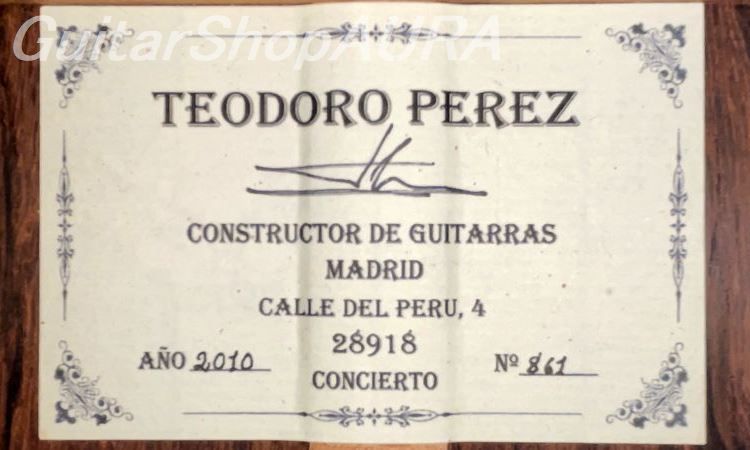 GuitarShopAURA
TEODORO PEREZ
CONSTRUCTOR DE GUITARRAS
MADRID
CALLE DEL PERU, 4
28918
AÑO 2010
Nº 861
CONCIERTO